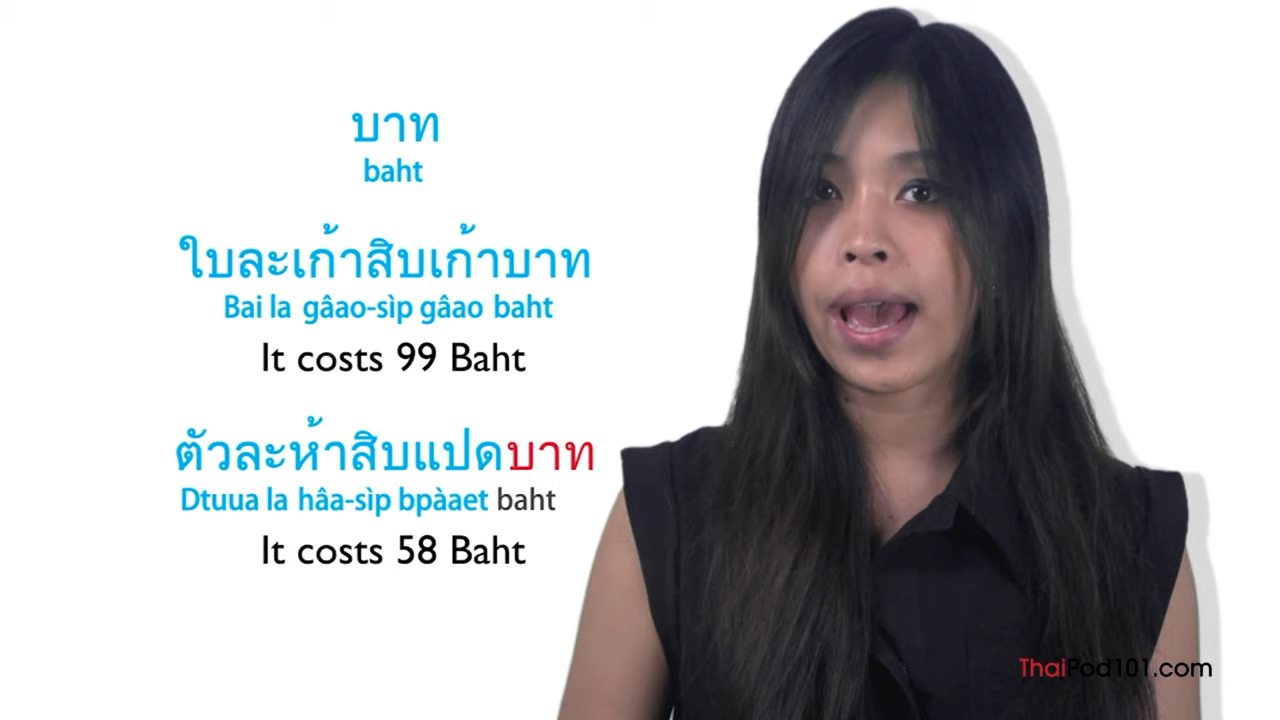 บาท
baht
ใบละเก้าสิบเก้าบาท
Bai la gâao-sìp gâao baht
It costs 99 Baht
ตัวละห้าสิบแปดบาท
Dtuua la hâa-sìp bpàaet baht
It costs 58 Baht
ThaiPod101.com